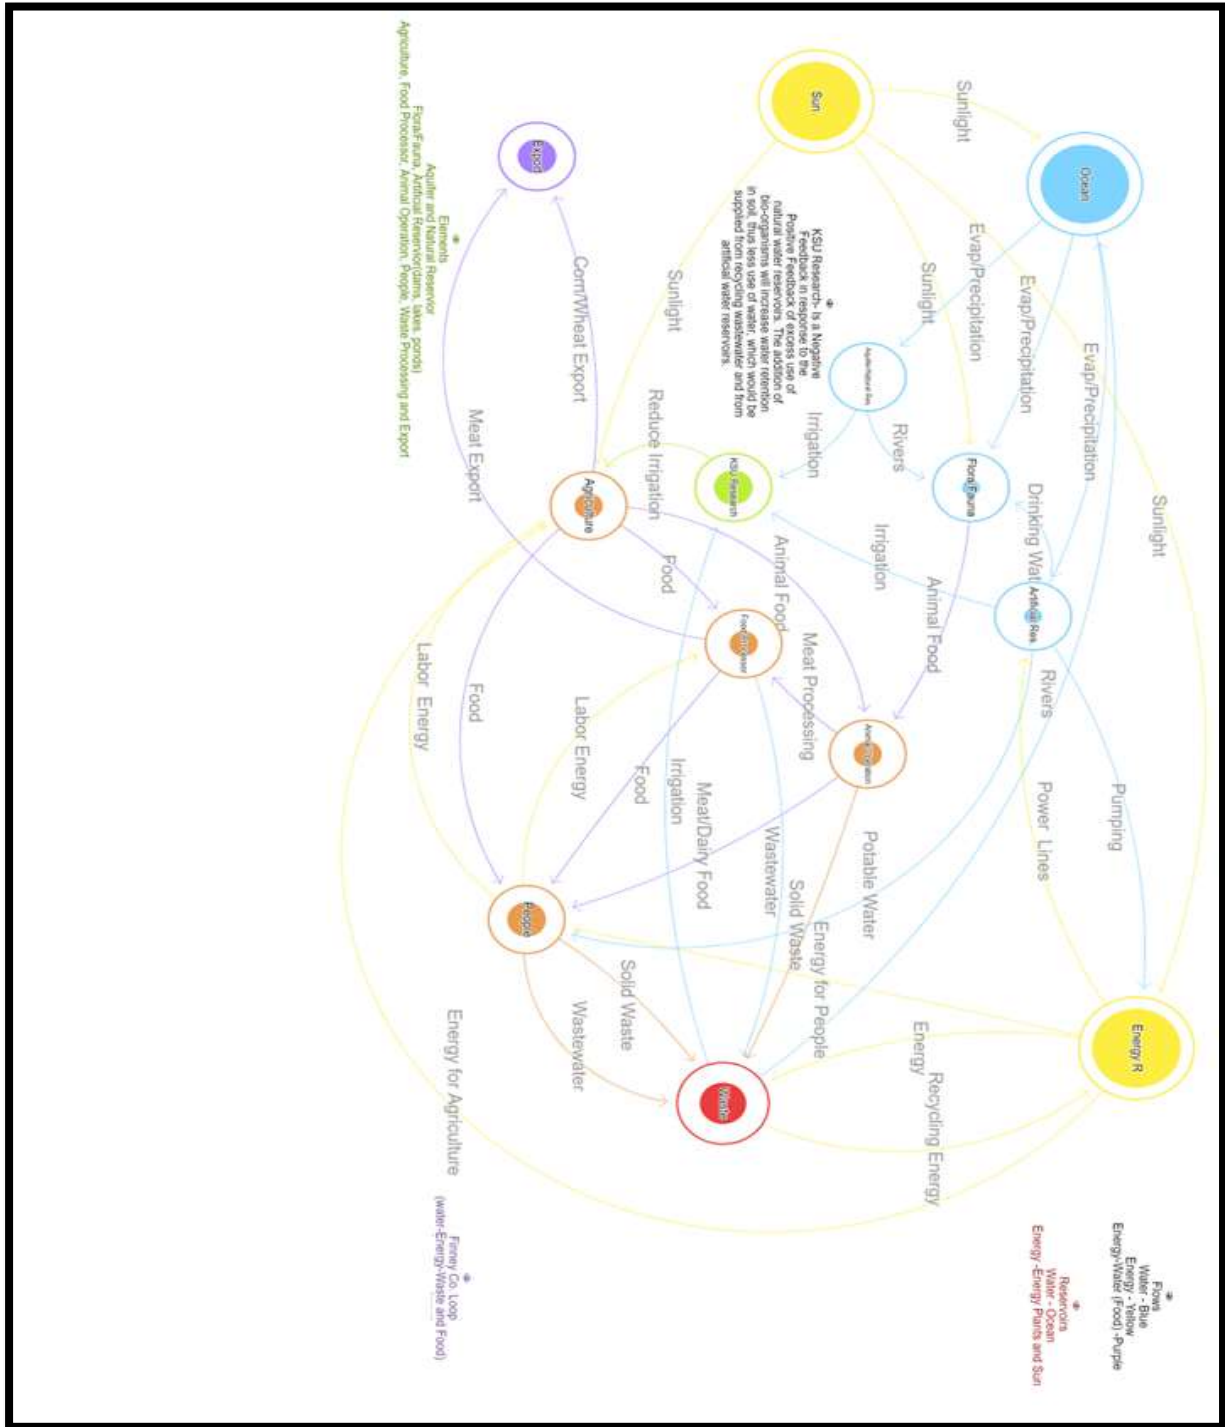 Sunlight
Flows
Water - Blue
Energy - Yellow
Energy-Water (Food) -Purple
Energy R
Pumping
Evap/Precipitation
Ocean
Reservoirs
Water - Ocean
Energy -Energy Plants and Sun
Rivers
Power Lines
Drinking Wat
Artificial Res.
Evap/Precipitation
Evap/Precipitation
Flora/Fauna
Sunlight
Recycling Energy
Animal Food
Sunlight
Energy
Rivers
Irrigation
Aquifer/Natural Res.
Potable Water
Energy for People
Sun
KSU Research- Is a Negative
Feedback in response to the
Positive Feedback of excess use of
natural water reservoirs. The addition of
bio-organisms will increase water retention
in soil, thus less use of water, which would be
supplied from recycling wastewater and from
artificial water reservoirs.
Irrigation
Meat Processing
Solid Waste
Animal Food
Wastewater
Food Processor
KSU Research
Waste
Meat/Dairy Food
Irrigation
Sunlight
Food
Reduce Irrigation
Food
Solid Waste
Agriculture
Corn/Wheat Export
Labor Energy
Wastewater
Export
People
Meat Export
Food
Finney Co. Loop
(water-Energy-Waste and Food)
Energy for Agriculture
Elements
Aquifer and Natural Reservior
Flora/Fauna, Artificial Reservior(dams, lakes, ponds)
Agriculture, Food Processor, Animal Operation, People, Waste Processing and Export
Labor Energy